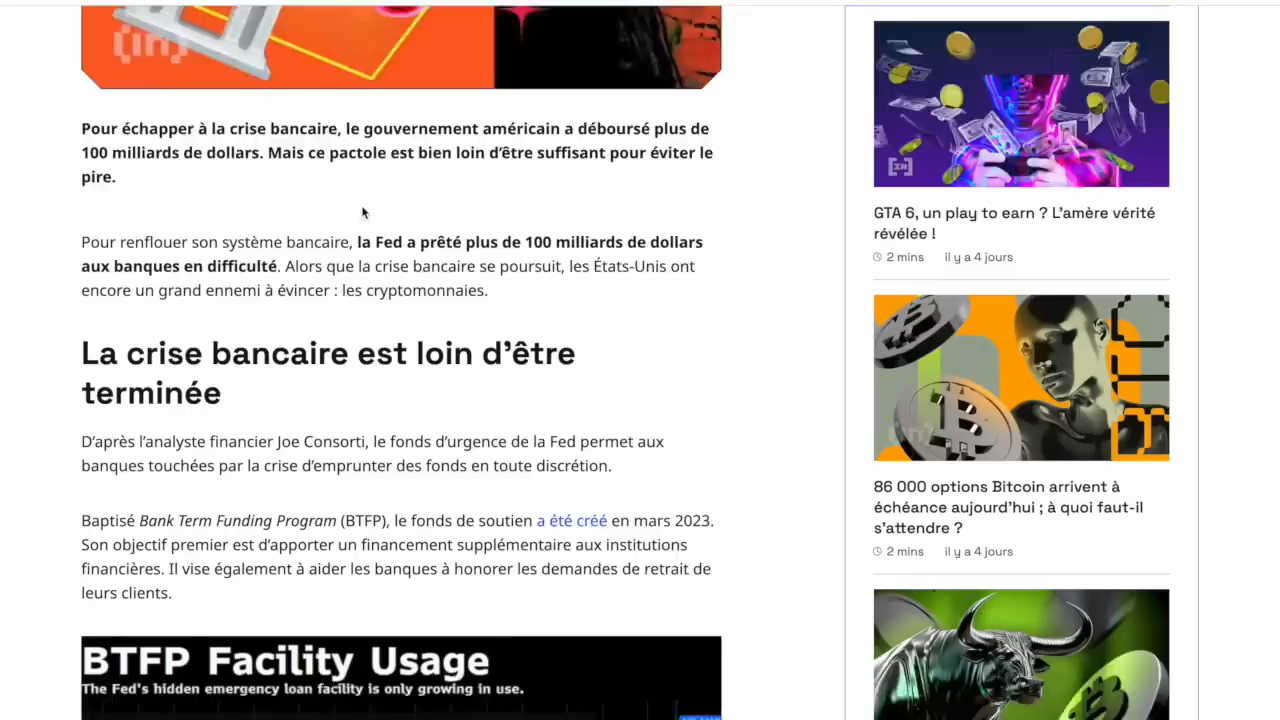 [in]
Pour échapper à la crise bancaire, le gouvernement américain a déboursé plus de
100 milliards de dollars. Mais ce pactole est bien loin d’être suffisant pour éviter le
pire.
Pour renflouer son système bancaire, la Fed a prêté plus de 100 milliards de dollars
aux banques en difficulté. Alors que la crise bancaire se poursuit, les États-Unis ont
encore un grand ennemi à évincer : les cryptomonnaies.
La crise bancaire est loin d’être
terminée
D’après l’analyste financier Joe Consorti, le fonds d’urgence de la Fed permet aux
banques touchées par la crise d’emprunter des fonds en toute discrétion.
Baptisé Bank Term Funding Program (BTFP), le fonds de soutien a été créé en mars 2023.
Son objectif premier est d’apporter un financement supplémentaire aux institutions
financières. Il vise également à aider les banques à honorer les demandes de retrait de
leurs clients.
BTFP Facility Usage
The Fed's hidden emergency loan facility is only growing in use.
[IN]
GTA 6, un play to earn ? L’amère vérité
révélée !
2 mins il y a 4 jours
BTC
86 000 options Bitcoin arrivent à
échéance aujourd’hui ; à quoi faut-il
s’attendre ?
2 mins il y a 4 jours